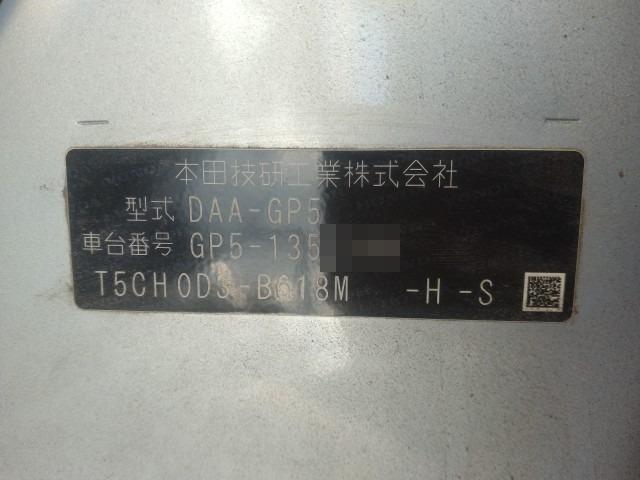 本田技研工業株式会社
型式 DAA-GP5
車台番号 GP5-135
T5CH0D3-B618M -H -S